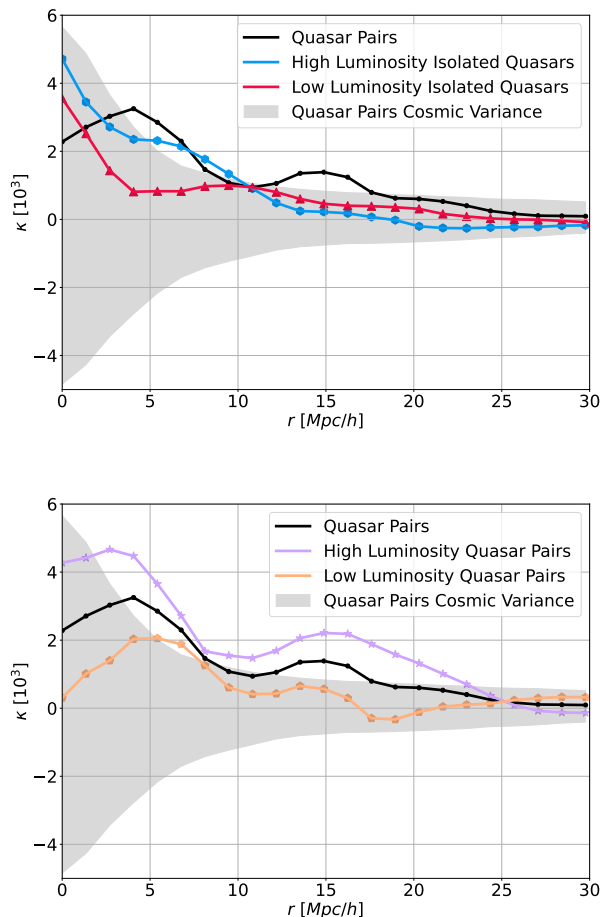 6
4
2
0
−2
−4
κ [10³]
Quasar Pairs
High Luminosity Isolated Quasars
Low Luminosity Isolated Quasars
Quasar Pairs Cosmic Variance
0 5 10 15 20 25 30
r [Mpc/h]
6
4
2
0
−2
−4
κ [10³]
Quasar Pairs
High Luminosity Quasar Pairs
Low Luminosity Quasar Pairs
Quasar Pairs Cosmic Variance
0 5 10 15 20 25 30
r [Mpc/h]